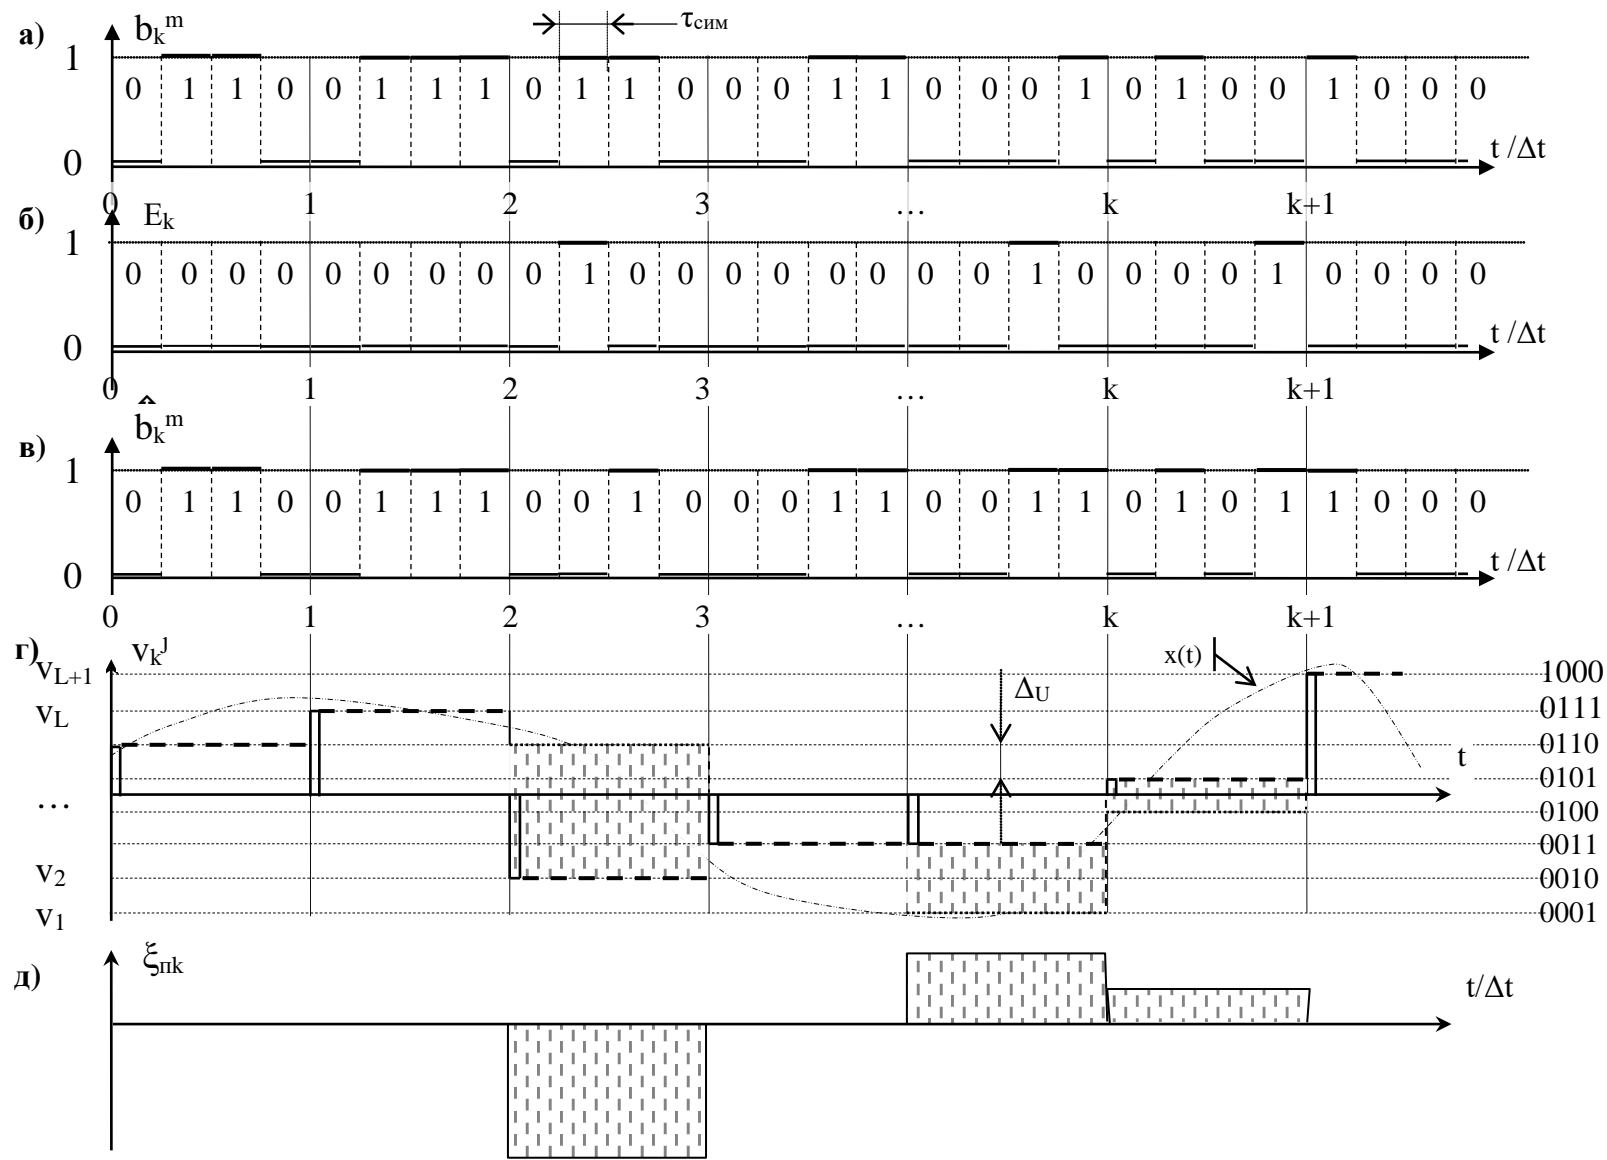 а) b_k^m τ_сим
1
0 1 1 0 0 1 1 1 0 1 1 0 0 0 1 1 0 0 0 1 0 1 0 0 1 0 0 0
0 t /Δt
0 1 2 3 … k k+1
б) E_k
1
0 0 0 0 0 0 0 0 0 1 0 0 0 0 0 0 0 0 1 0 0 0 0 1 0 0 0 0
0 t /Δt
0 1 2 3 … k k+1
в) b̂_k^m
1
0 1 1 0 0 1 1 1 0 0 1 0 0 0 1 1 0 0 1 1 0 1 0 1 1 0 0 0
0 t /Δt
0 1 2 3 … k k+1
г) v_k^J x(t)
v_L+1 Δ_U 1000
v_L 0111
0110
t
0101
…
0100
0011
v_2 0010
v_1 0001
д) ξ_пk t/Δt